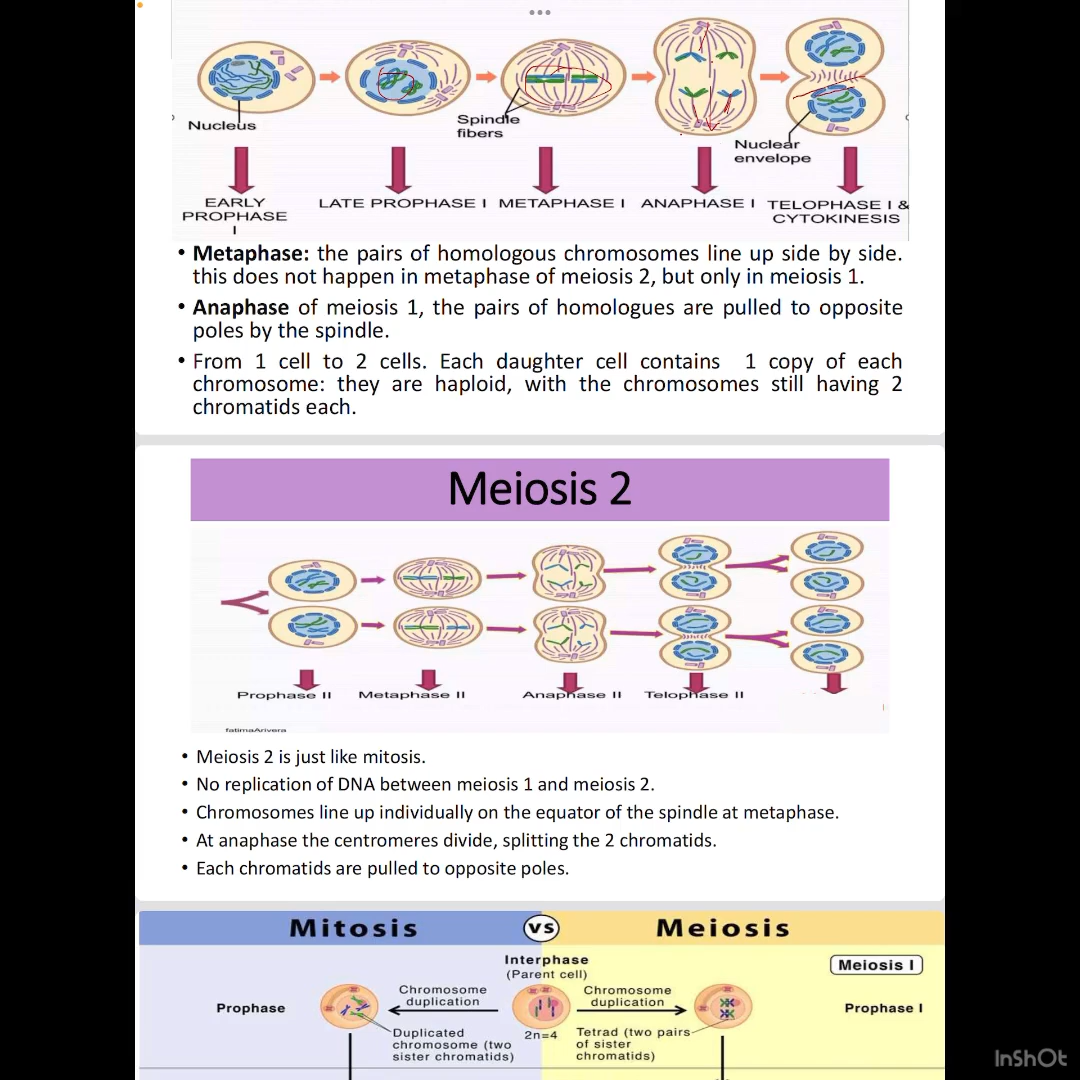 Nucleus
Spindle
fibers
Nuclear
envelope
EARLY
PROPHASE
I
LATE PROPHASE I
METAPHASE I
ANAPHASE I
TELOPHASE I &
CYTOKINESIS
• Metaphase: the pairs of homologous chromosomes line up side by side.
this does not happen in metaphase of meiosis 2, but only in meiosis 1.
• Anaphase of meiosis 1, the pairs of homologues are pulled to opposite
poles by the spindle.
• From 1 cell to 2 cells. Each daughter cell contains 1 copy of each
chromosome: they are haploid, with the chromosomes still having 2
chromatids each.
Meiosis 2
Prophase II
Metaphase II
Anaphase II
Telophase II
fatimaArivera
• Meiosis 2 is just like mitosis.
• No replication of DNA between meiosis 1 and meiosis 2.
• Chromosomes line up individually on the equator of the spindle at metaphase.
• At anaphase the centromeres divide, splitting the 2 chromatids.
• Each chromatids are pulled to opposite poles.
Mitosis
VS
Meiosis
Interphase
(Parent cell)
Meiosis I
Prophase
Chromosome
duplication
Chromosome
duplication
Prophase I
Duplicated
chromosome (two
sister chromatids)
2n=4
Tetrad (two pairs
of sister
chromatids)
InShOt